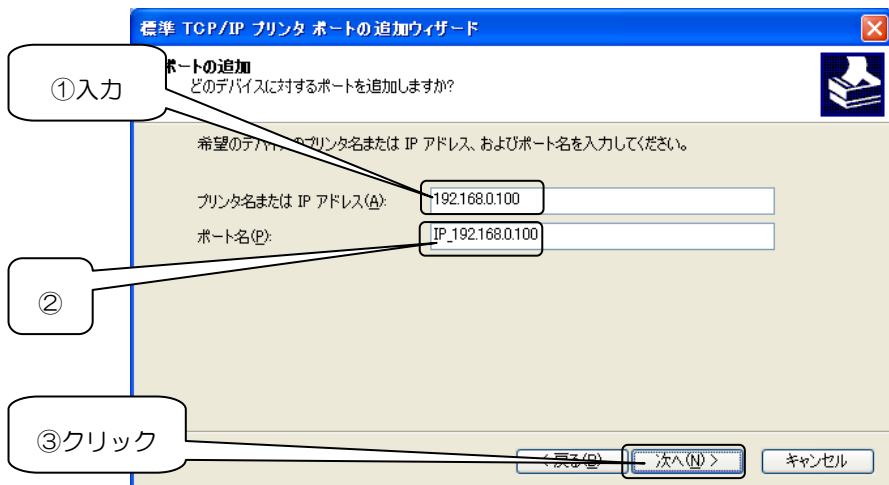 標準 TCP/IP プリンタ ポートの追加ウィザード
ポートの追加
どのデバイスに対するポートを追加しますか?
①入力
希望のデバイスのプリンタ名または IP アドレス、およびポート名を入力してください。
プリンタ名または IP アドレス(A):
192.168.0.100
ポート名(P):
IP_192.168.0.100
②
③クリック
< 戻る(B)
次へ(N) >
キャンセル